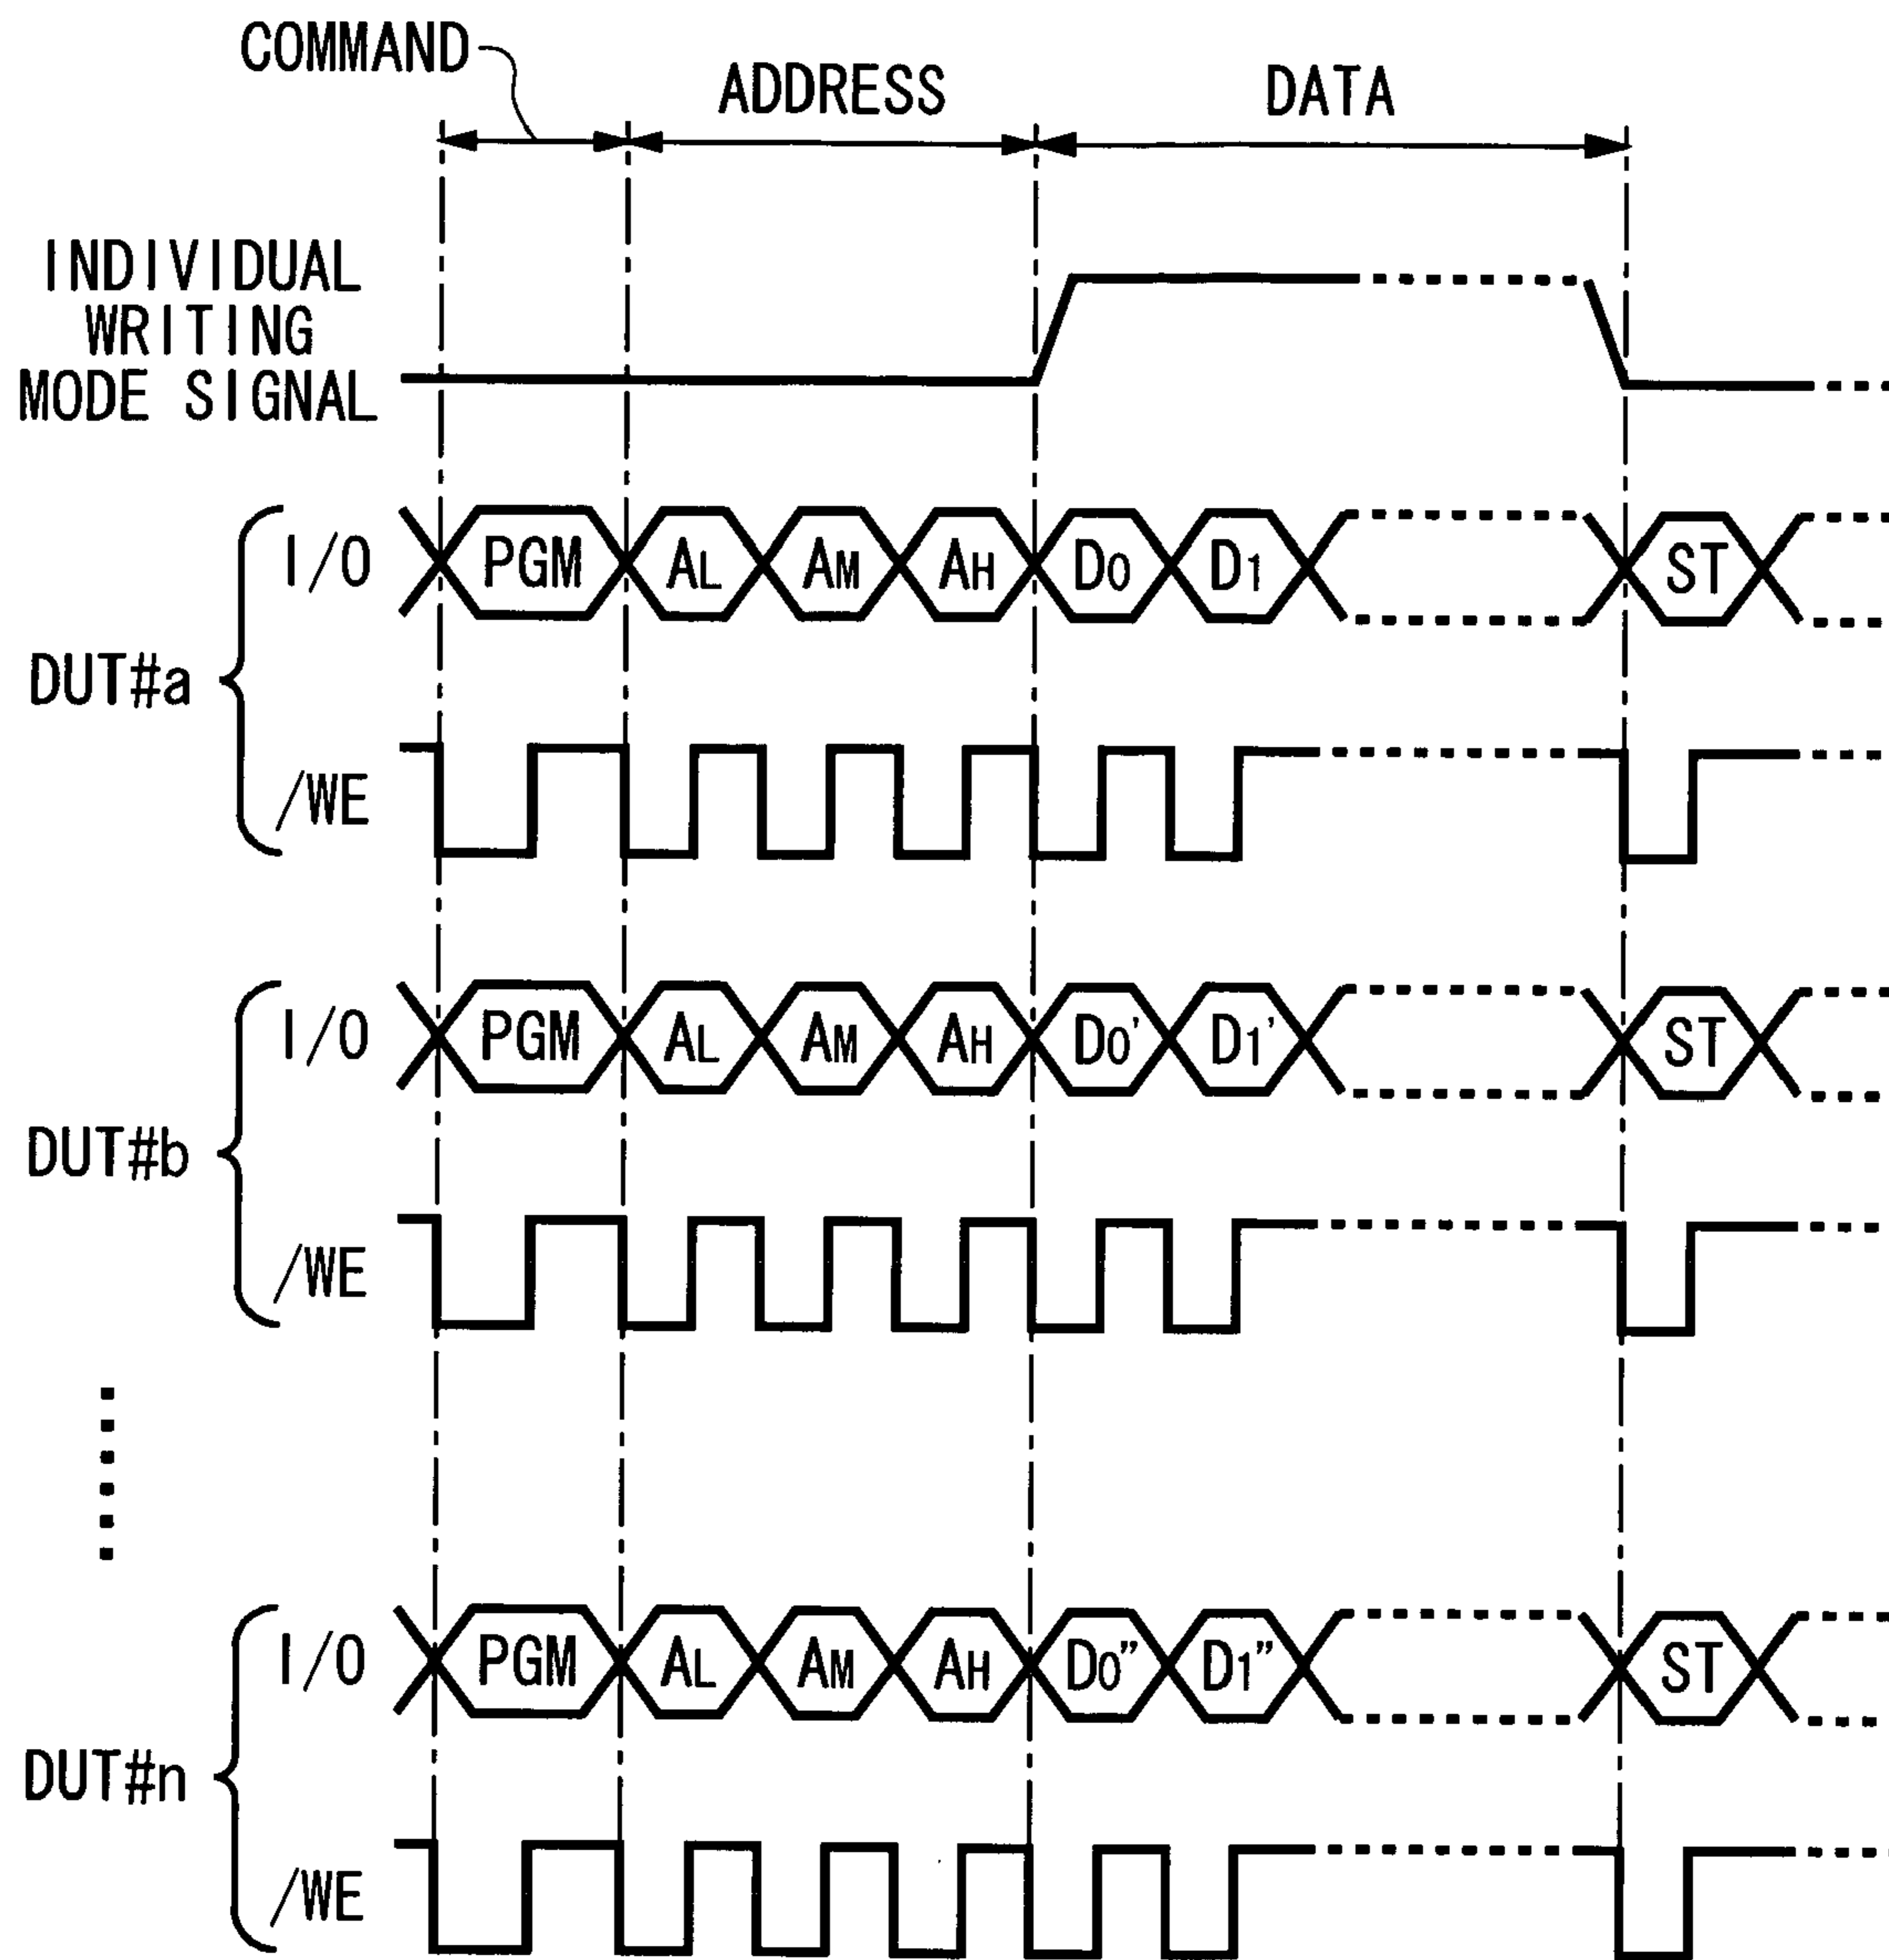 COMMAND
ADDRESS
DATA
INDIVIDUAL
WRITING
MODE SIGNAL
DUT#a
I/O
PGM
AL
AM
AH
D0
D1
ST
/WE
DUT#b
I/O
PGM
AL
AM
AH
D0'
D1'
ST
/WE
DUT#n
I/O
PGM
AL
AM
AH
D0"
D1"
ST
/WE